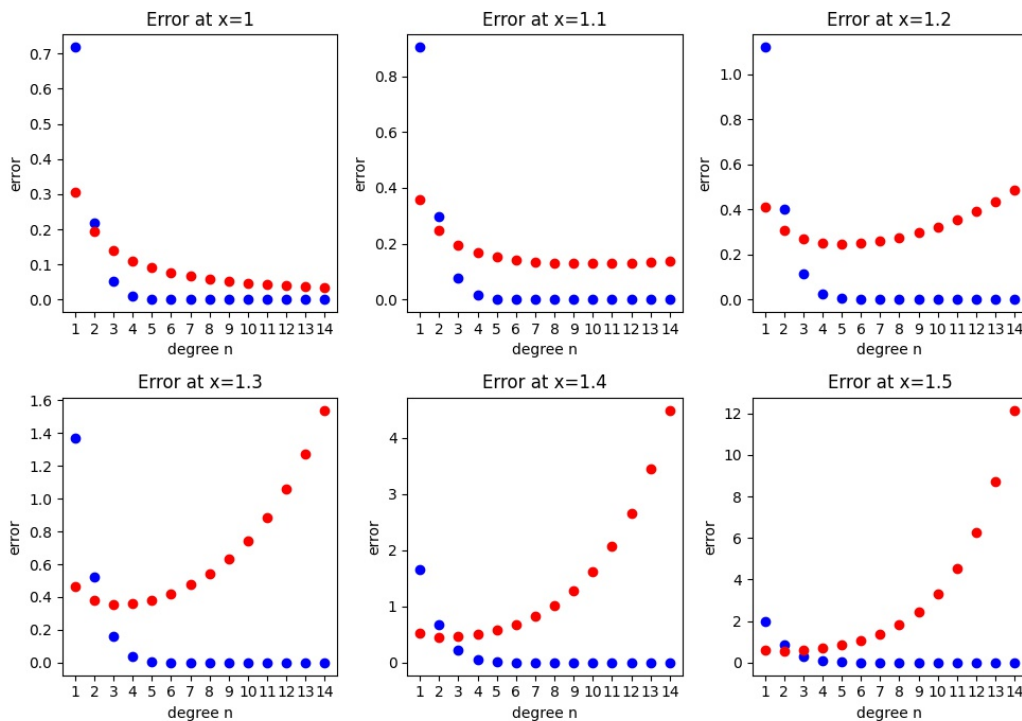 Error at x=1
0.7
0.6
0.5
0.4
0.3
0.2
0.1
0.0
error
1 2 3 4 5 6 7 8 9 10 11 12 13 14
degree n
Error at x=1.1
0.8
0.6
0.4
0.2
0.0
error
1 2 3 4 5 6 7 8 9 10 11 12 13 14
degree n
Error at x=1.2
1.0
0.8
0.6
0.4
0.2
0.0
error
1 2 3 4 5 6 7 8 9 10 11 12 13 14
degree n
Error at x=1.3
1.6
1.4
1.2
1.0
0.8
0.6
0.4
0.2
0.0
error
1 2 3 4 5 6 7 8 9 10 11 12 13 14
degree n
Error at x=1.4
4
3
2
1
0
error
1 2 3 4 5 6 7 8 9 10 11 12 13 14
degree n
Error at x=1.5
12
10
8
6
4
2
0
error
1 2 3 4 5 6 7 8 9 10 11 12 13 14
degree n